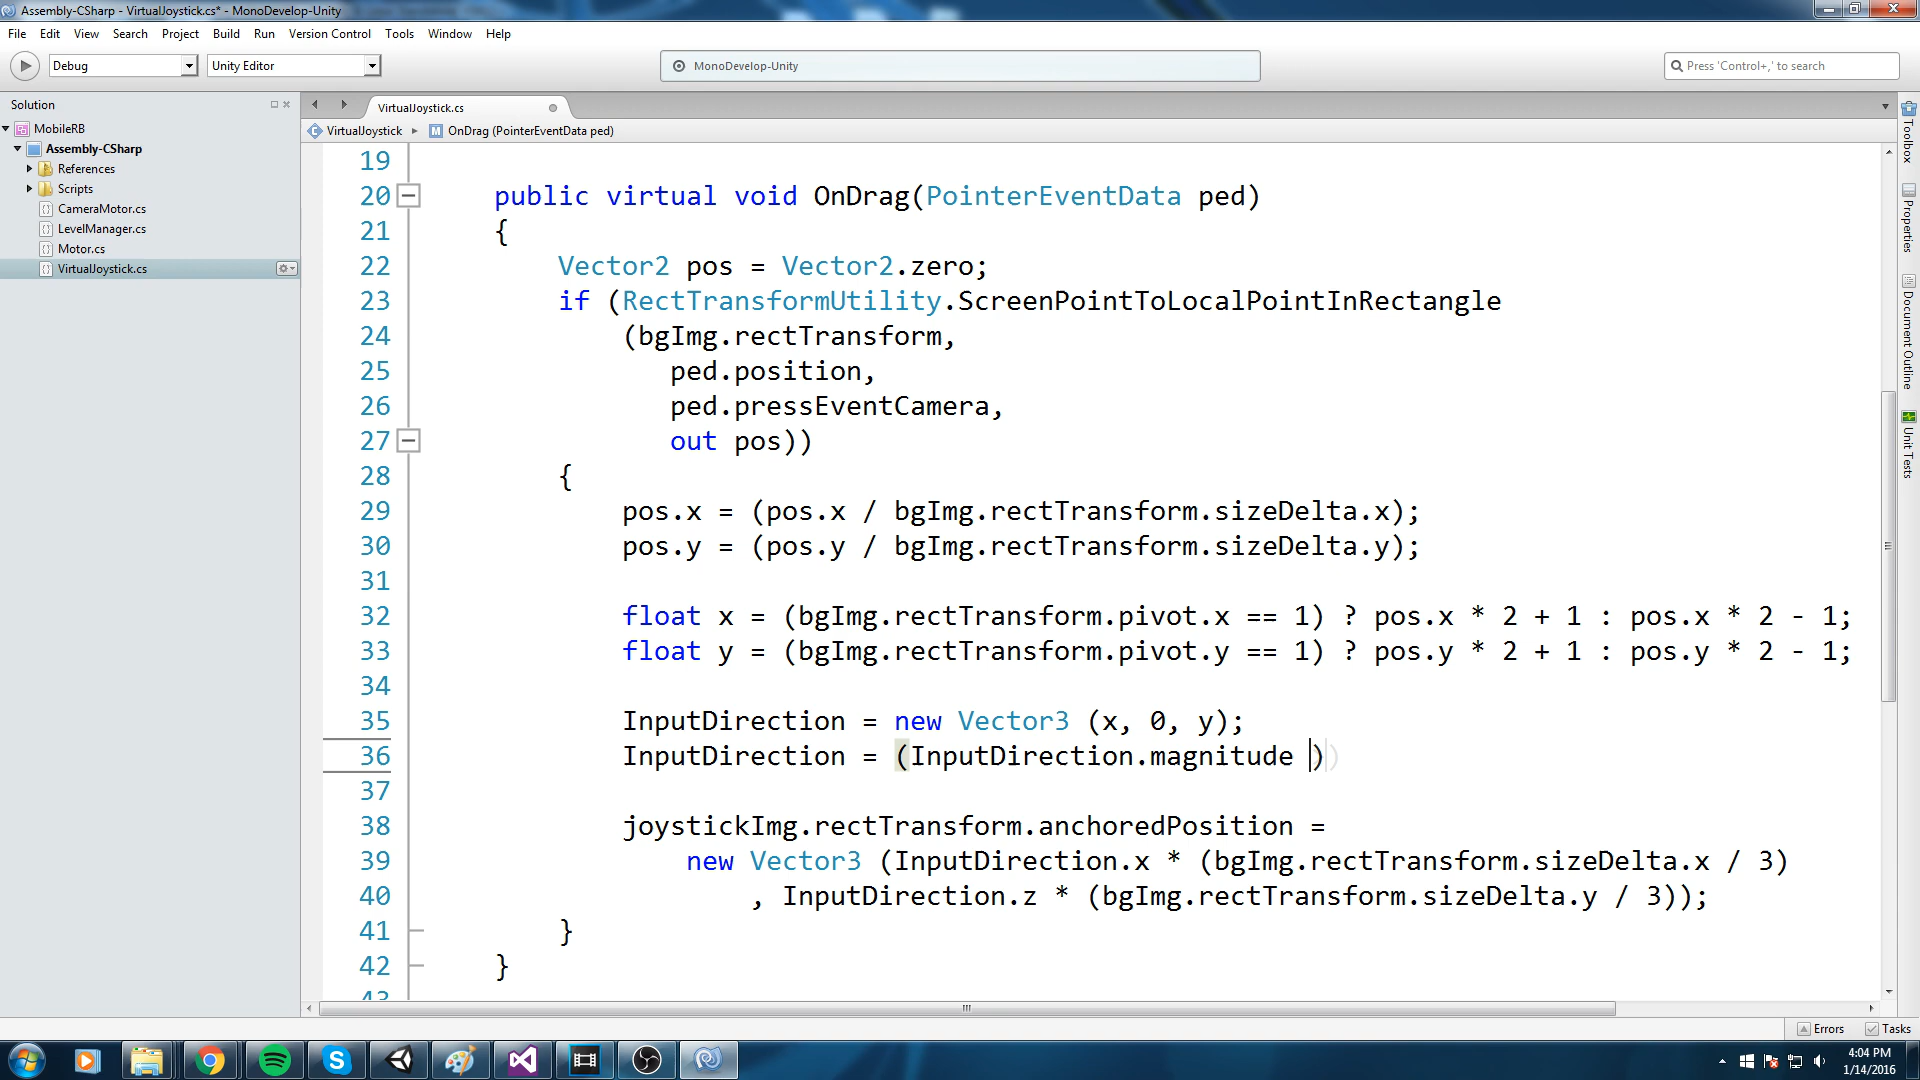 Assembly-CSharp - VirtualJoystick.cs* - MonoDevelop-Unity
File Edit View Search Project Build Run Version Control Tools Window Help
Debug Unity Editor MonoDevelop-Unity Press 'Control+,' to search
Solution
MobileRB
Assembly-CSharp
References
Scripts
CameraMotor.cs
LevelManager.cs
Motor.cs
VirtualJoystick.cs
VirtualJoystick.cs
VirtualJoystick OnDrag (PointerEventData ped)
19
20 public virtual void OnDrag(PointerEventData ped)
21 {
22 Vector2 pos = Vector2.zero;
23 if (RectTransformUtility.ScreenPointToLocalPointInRectangle
24 (bgImg.rectTransform,
25 ped.position,
26 ped.pressEventCamera,
27 out pos))
28 {
29 pos.x = (pos.x / bgImg.rectTransform.sizeDelta.x);
30 pos.y = (pos.y / bgImg.rectTransform.sizeDelta.y);
31
32 float x = (bgImg.rectTransform.pivot.x == 1) ? pos.x * 2 + 1 : pos.x * 2 - 1;
33 float y = (bgImg.rectTransform.pivot.y == 1) ? pos.y * 2 + 1 : pos.y * 2 - 1;
34
35 InputDirection = new Vector3 (x, 0, y);
36 InputDirection = (InputDirection.magnitude ))
37
38 joystickImg.rectTransform.anchoredPosition =
39 new Vector3 (InputDirection.x * (bgImg.rectTransform.sizeDelta.x / 3)
40 , InputDirection.z * (bgImg.rectTransform.sizeDelta.y / 3));
41 }
42 }
43
Toolbox
Properties
Document Outline
Unit Tests
Errors Tasks
4:04 PM
1/14/2016